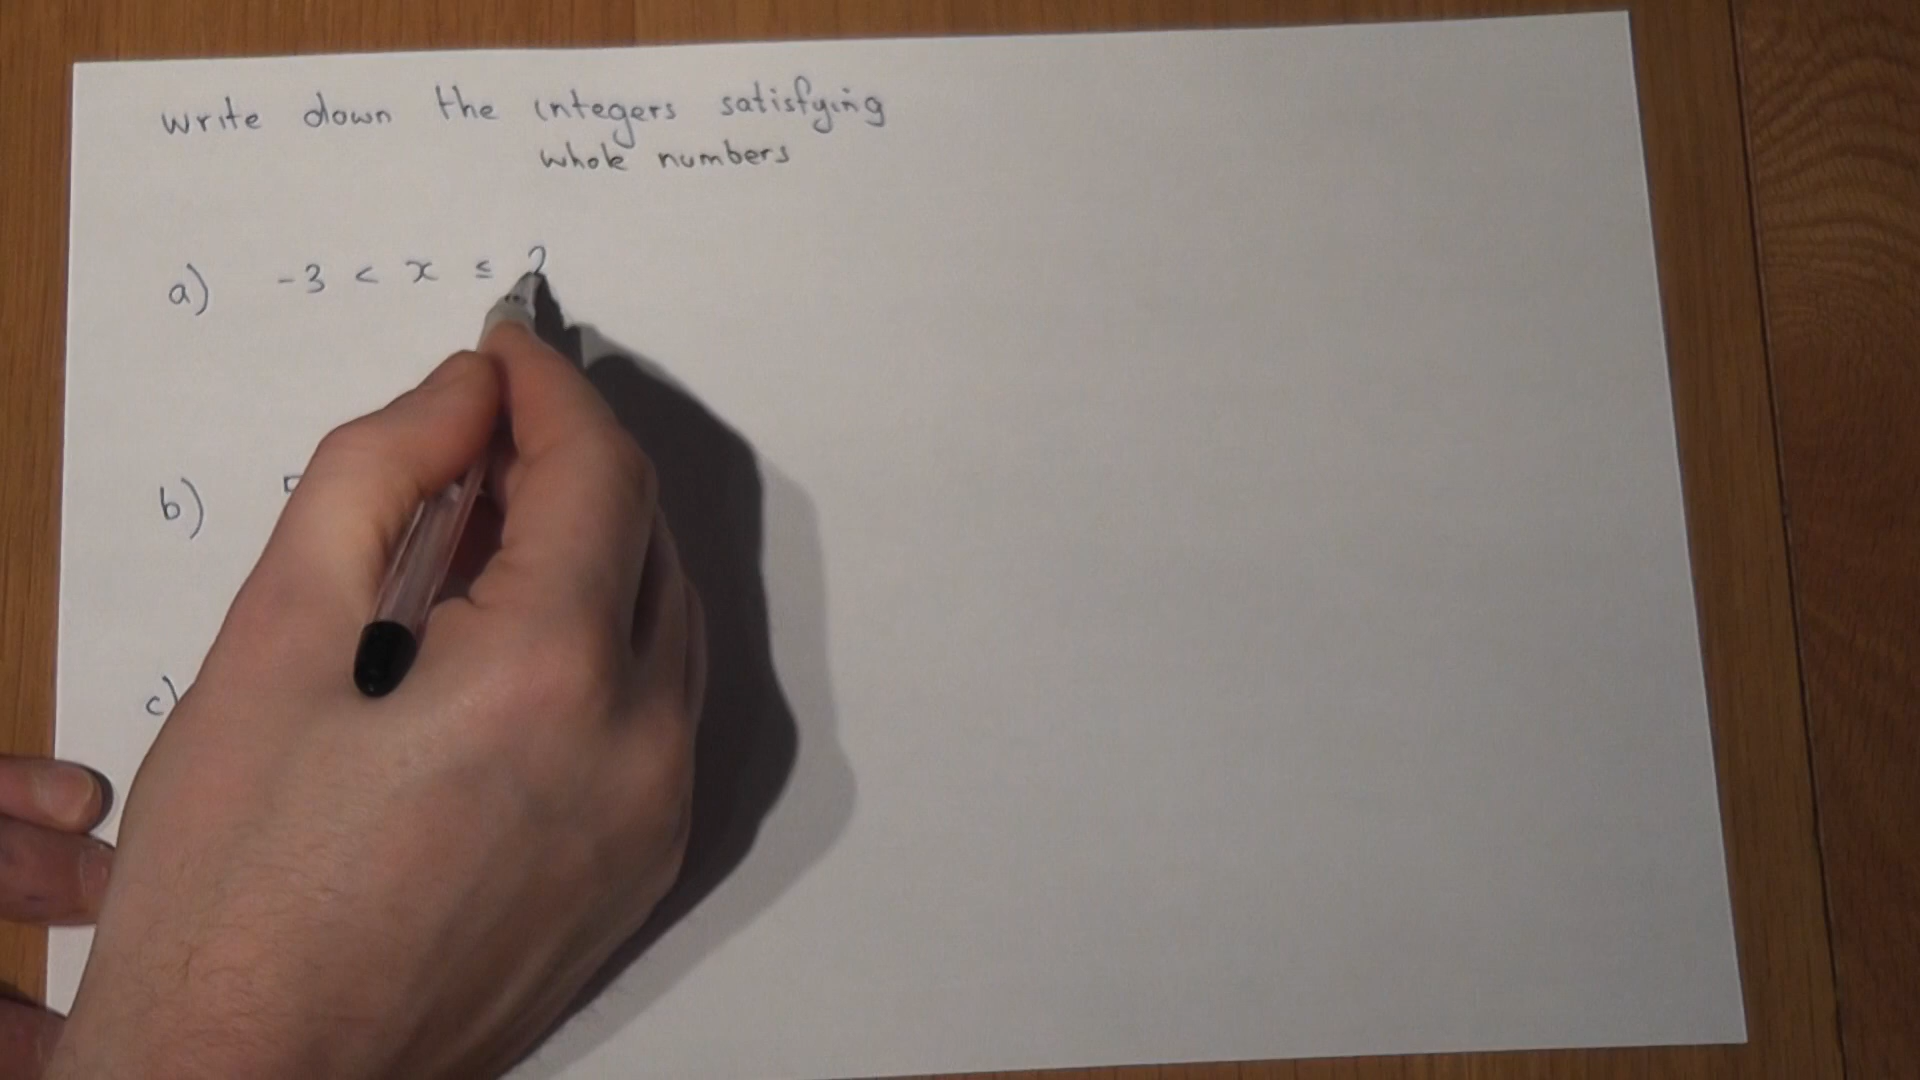 write down the integers satisfying
whole numbers
a) -3 < x ≤ 2
b)
c)